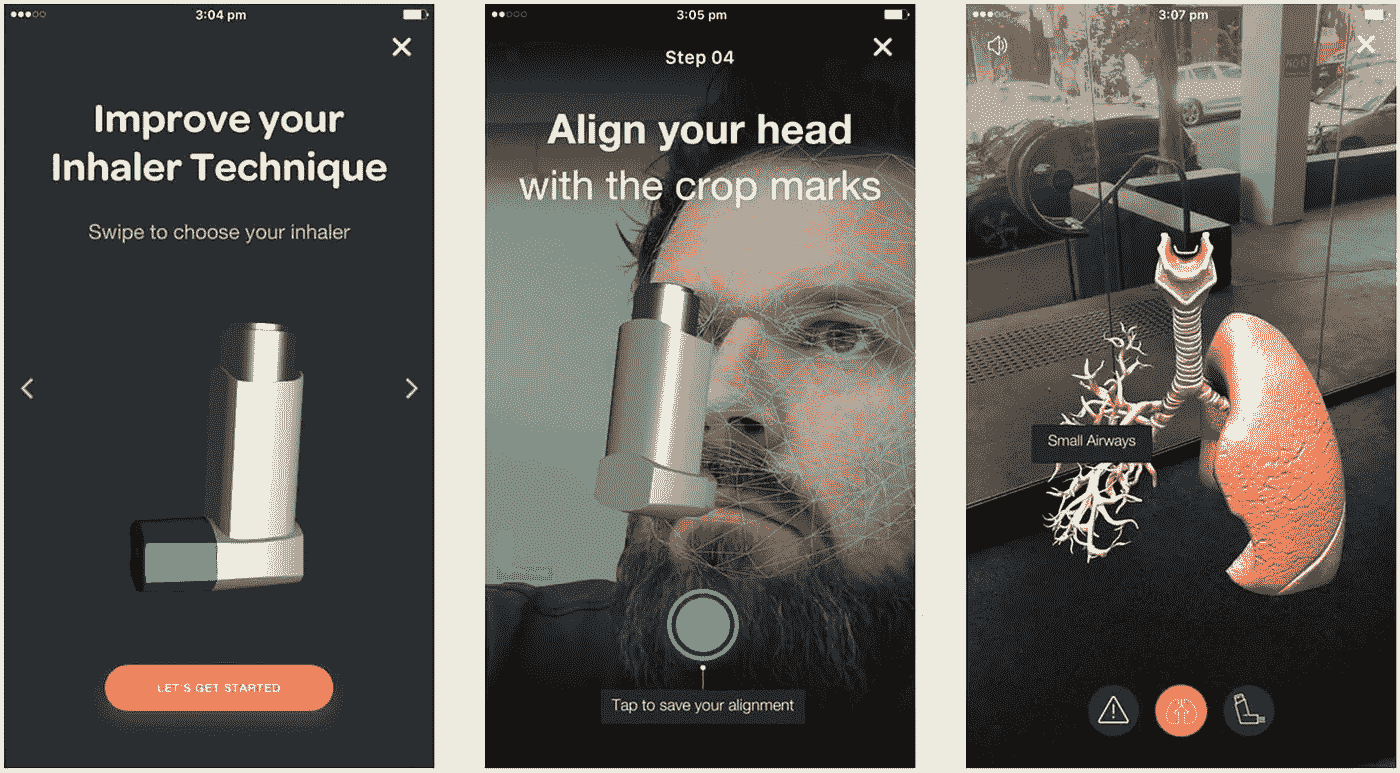 3:04 pm
Improve your
Inhaler Technique
Swipe to choose your inhaler
LET'S GET STARTED
3:05 pm
Step 04
Align your head
with the crop marks
Tap to save your alignment
3:07 pm
Small Airways